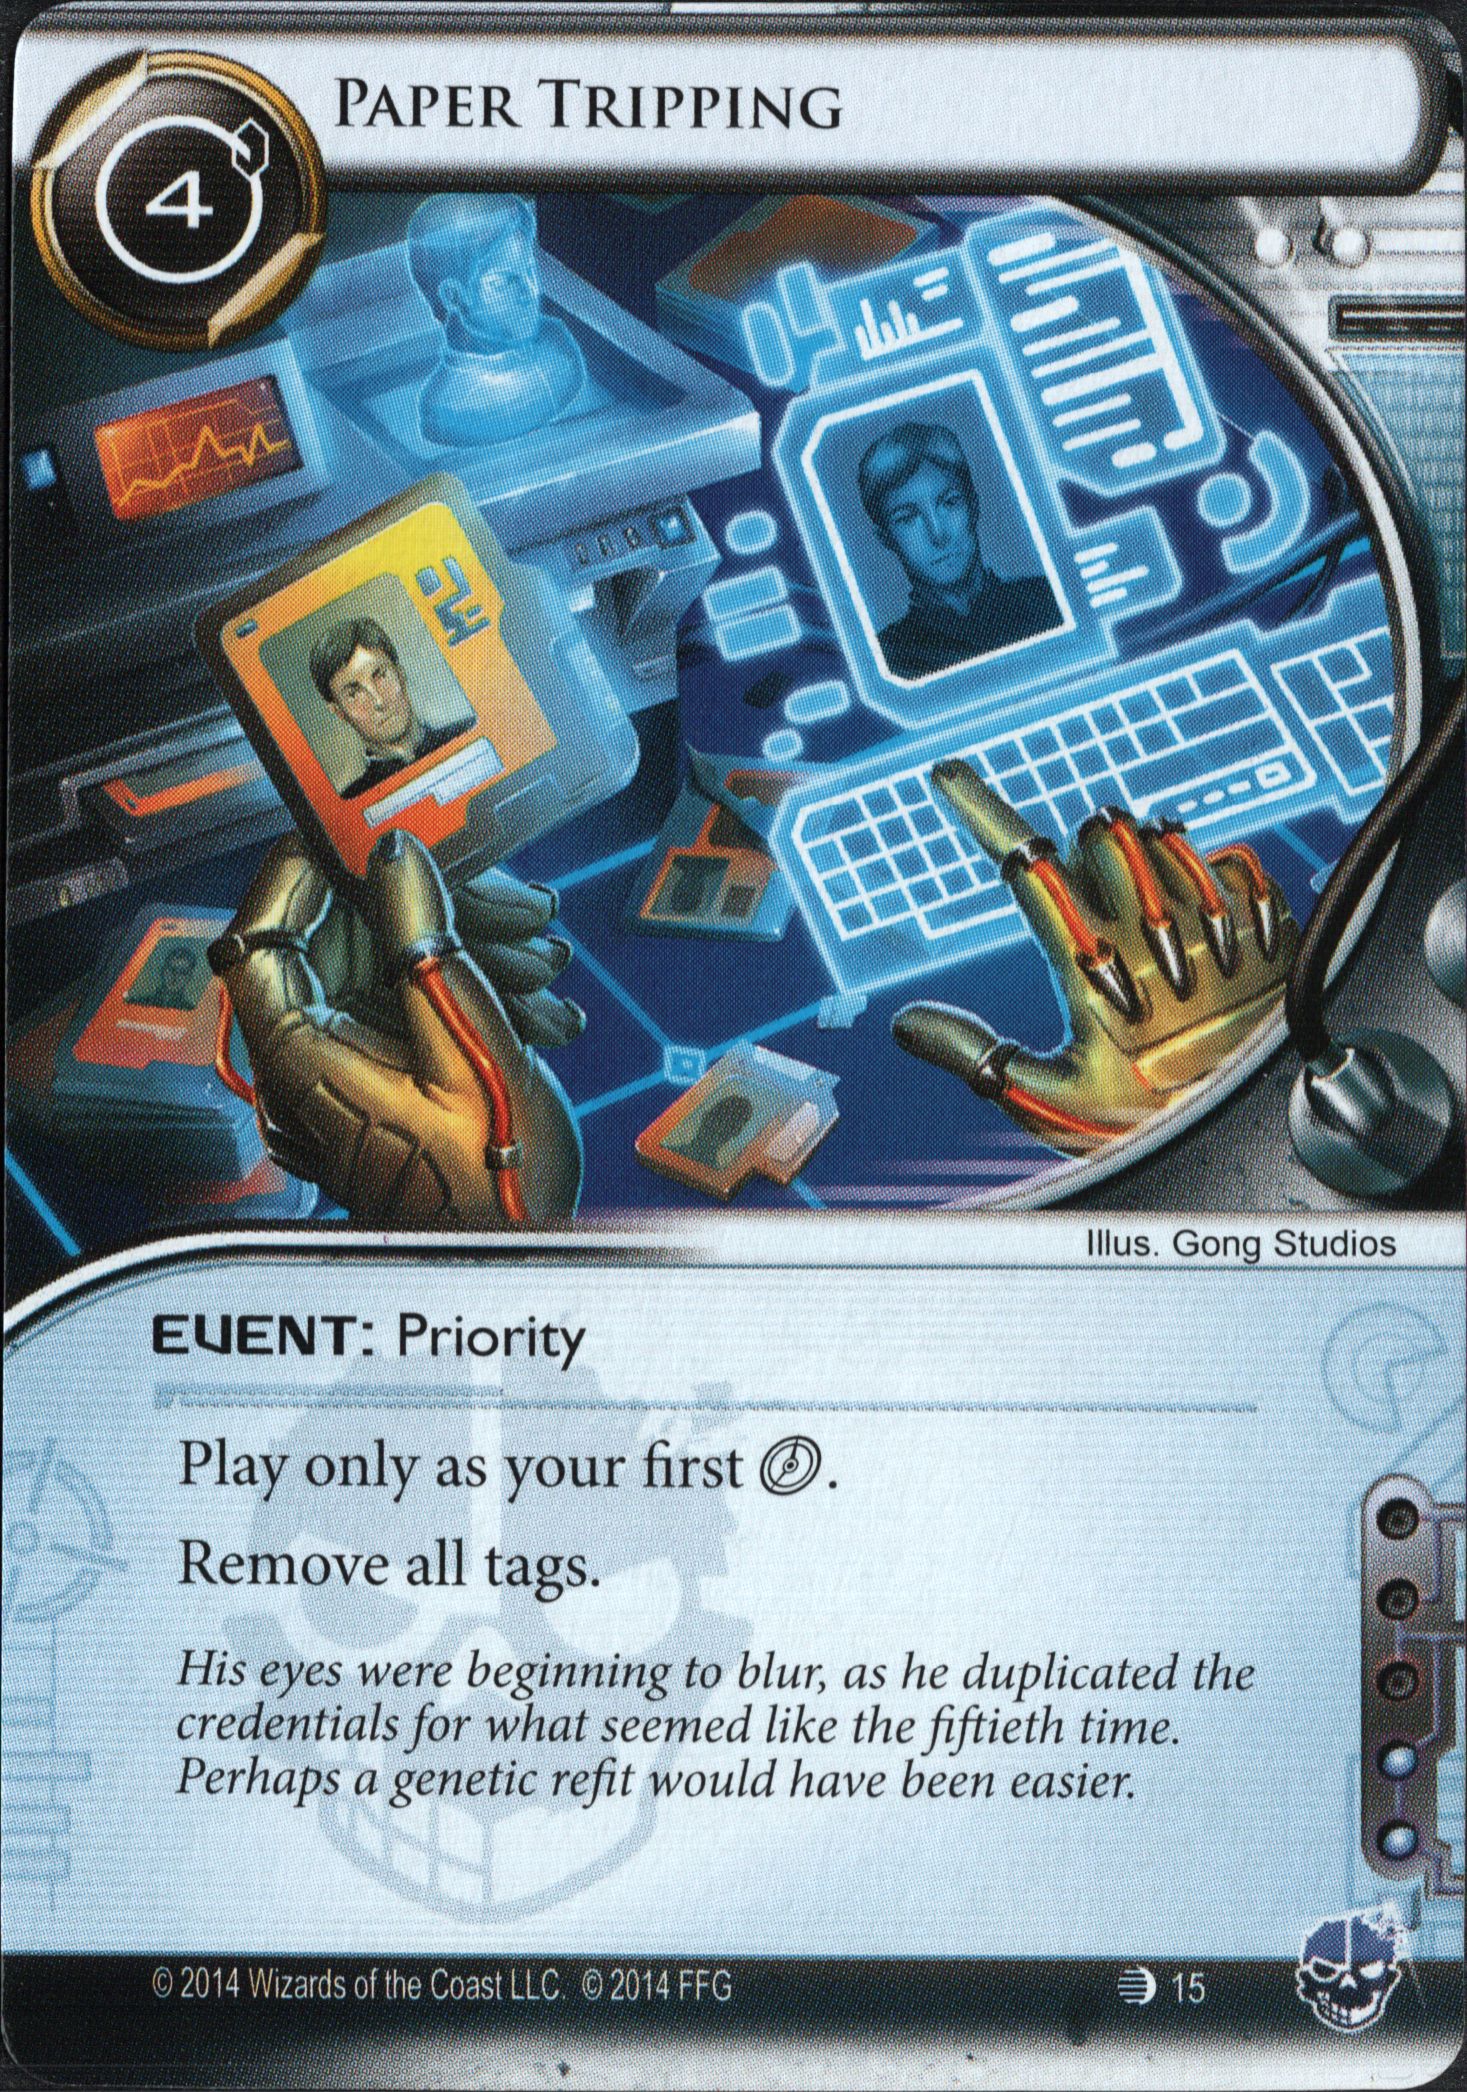 4
PAPER TRIPPING
Illus. Gong Studios
EVENT: Priority
Play only as your first .
Remove all tags.
His eyes were beginning to blur, as he duplicated the
credentials for what seemed like the fiftieth time.
Perhaps a genetic refit would have been easier.
© 2014 Wizards of the Coast LLC. © 2014 FFG
15